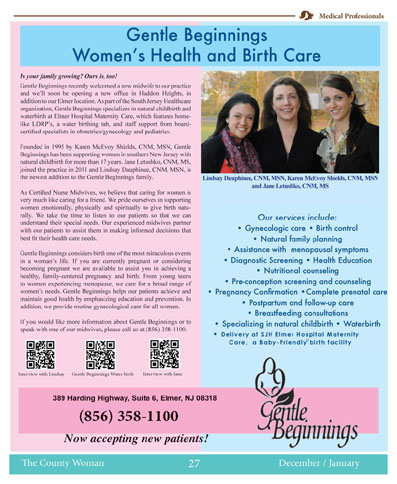 Medical Professionals
Gentle Beginnings
Women's Health and Birth Care
Is your family growing? Ours is, too!
Gentle Beginnings recently welcomed a new midwife to our practice
and we'll soon be opening a new office in Haddon Heights, in
addition to our Elmer location. As part of the South Jersey Healthcare
organization, Gentle Beginnings specializes in natural childbirth and
waterbirth at Elmer Hospital Maternity Care, which features home-
like LDRP's, a water birthing tub, and staff support from board-
certified specialists in obstetrics/gynecology and pediatrics.
Founded in 1995 by Karen McEvoy Shields, CNM, MSN, Gentle
Beginnings has been supporting women in southern New Jersey with
natural childbirth for more than 17 years. Jane Letushko, CNM, MS,
joined the practice in 2011 and Lindsay Dauphinee, CNM, MSN, is
the newest addition to the Gentle Beginnings family.
As Certified Nurse Midwives, we believe that caring for women is
very much like caring for a friend. We pride ourselves in supporting
women emotionally, physically and spiritually to give birth natu-
rally. We take the time to listen to our patients so that we can
understand their special needs. Our experienced midwives partner
with our patients to assist them in making informed decisions that
best fit their health care needs.
Gentle Beginnings considers birth one of the most miraculous events
in a woman's life. If you are currently pregnant or considering
becoming pregnant we are available to assist you in achieving a
healthy, family-centered pregnancy and birth. From young teens
to women experiencing menopause, we care for a broad range of
women's needs. Gentle Beginnings helps our patients achieve and
maintain good health by emphasizing education and prevention. In
addition, we provide routine gynecological care for all women.
If you would like more information about Gentle Beginnings or to
speak with one of our midwives, please call us at (856) 358-1100.
Interview with Lindsay
Gentle Beginnings Water birth
Interview with Jane
Lindsay Dauphinee, CNM, MSN, Karen McEvoy Shields, CNM, MSN
and Jane Letushko, CNM, MS
Our services include:
• Gynecologic care • Birth control
• Natural family planning
• Assistance with menopausal symptoms
• Diagnostic Screening • Health Education
• Nutritional counseling
• Pre-conception screening and counseling
• Pregnancy Confirmation • Complete prenatal care
• Postpartum and follow-up care
• Breastfeeding consultations
• Specializing in natural childbirth • Waterbirth
• Delivery at SJH Elmer Hospital Maternity
Care, a Baby-Friendly® birth facility
389 Harding Highway, Suite 6, Elmer, NJ 08318
(856) 358-1100
Now accepting new patients!
Gentle
Beginnings
The County Woman
27
December / January